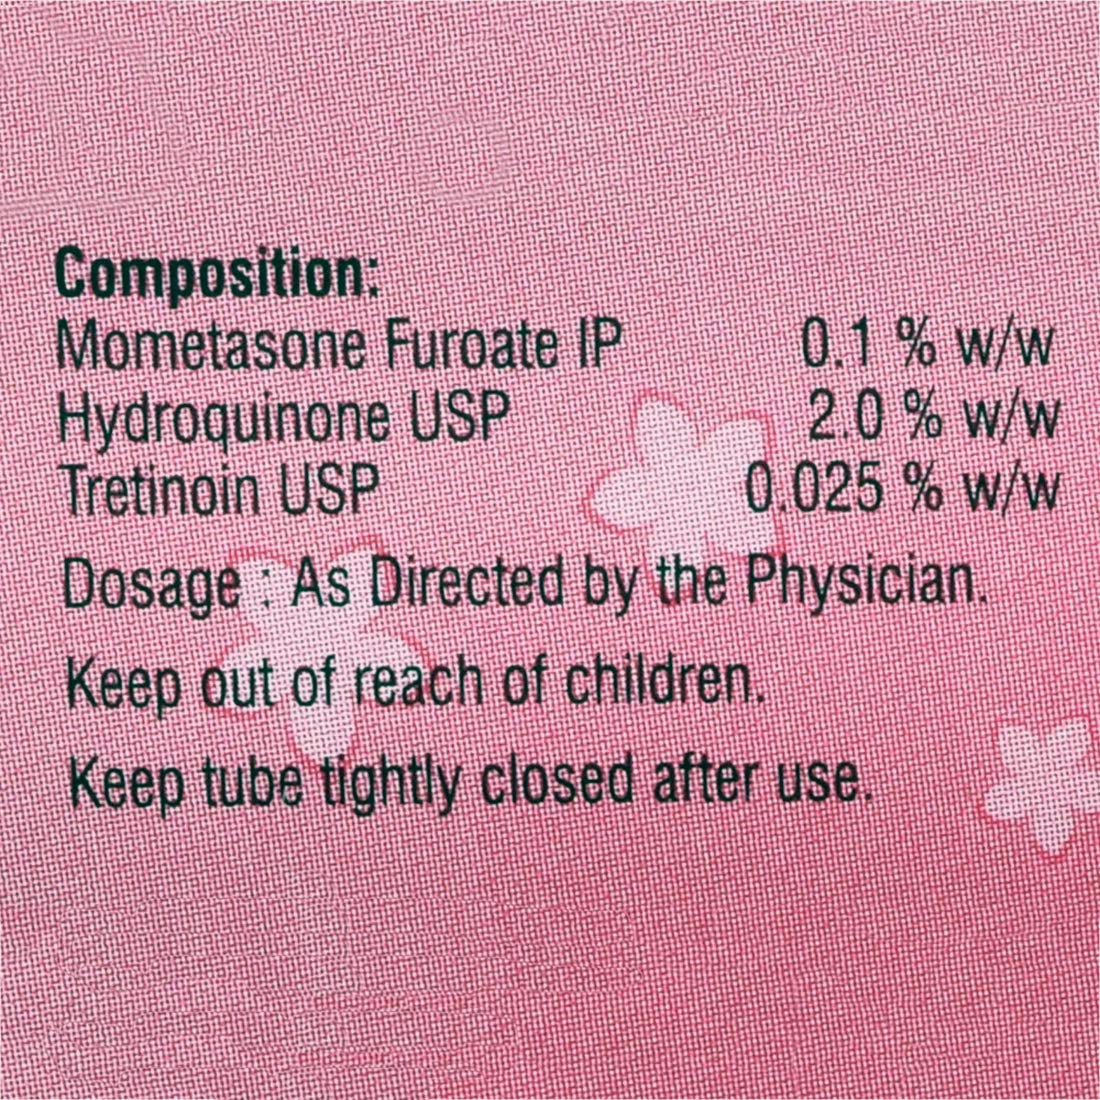 Composition:
Mometasone Furoate IP 0.1 % w/w
Hydroquinone USP 2.0 % w/w
Tretinoin USP 0.025 % w/w
Dosage : As Directed by the Physician.
Keep out of reach of children.
Keep tube tightly closed after use.